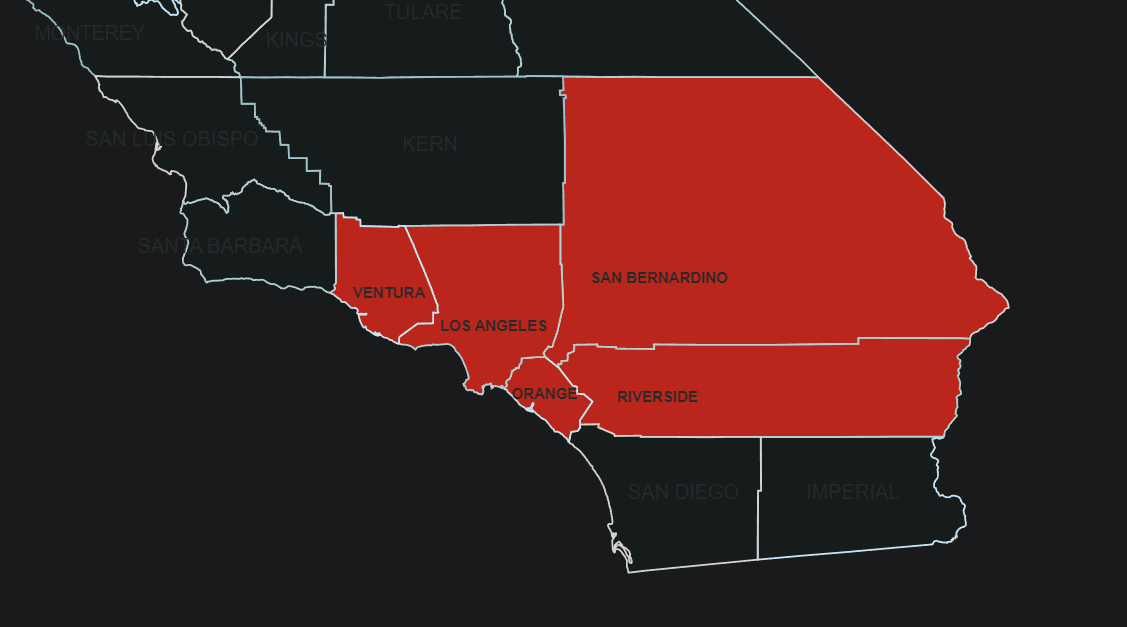 TULARE
MONTEREY
KINGS
SAN LUIS OBISPO
KERN
SANTA BARBARA
SAN BERNARDINO
VENTURA
LOS ANGELES
ORANGE
RIVERSIDE
SAN DIEGO
IMPERIAL